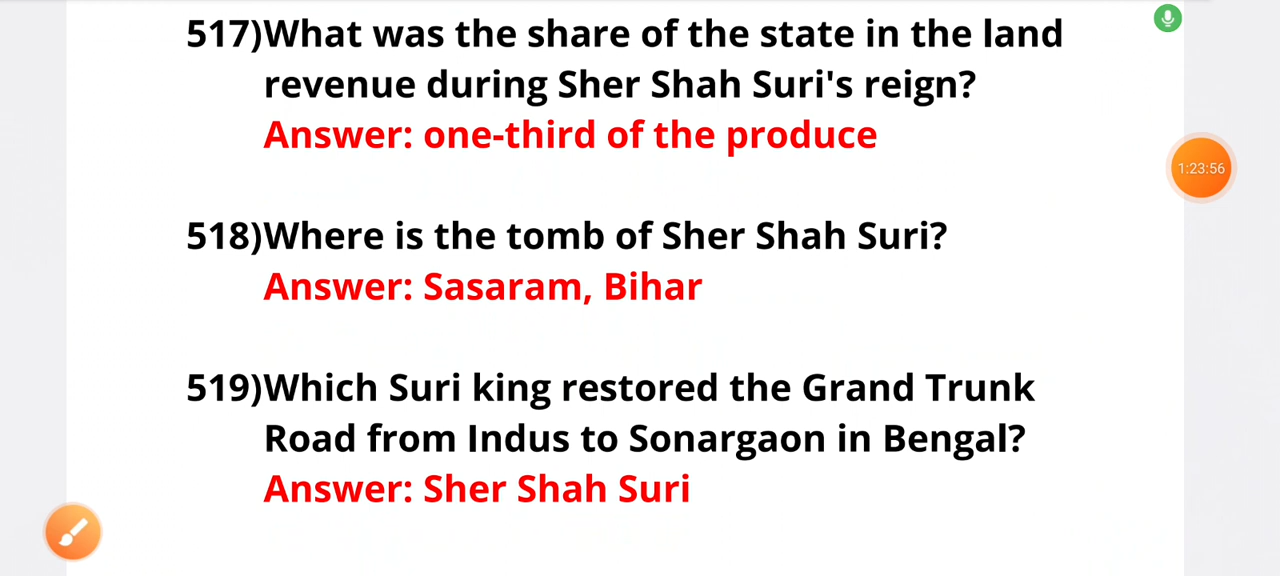 517)What was the share of the state in the land
revenue during Sher Shah Suri's reign?
Answer: one-third of the produce
1:23:56
518)Where is the tomb of Sher Shah Suri?
Answer: Sasaram, Bihar
519)Which Suri king restored the Grand Trunk
Road from Indus to Sonargaon in Bengal?
Answer: Sher Shah Suri